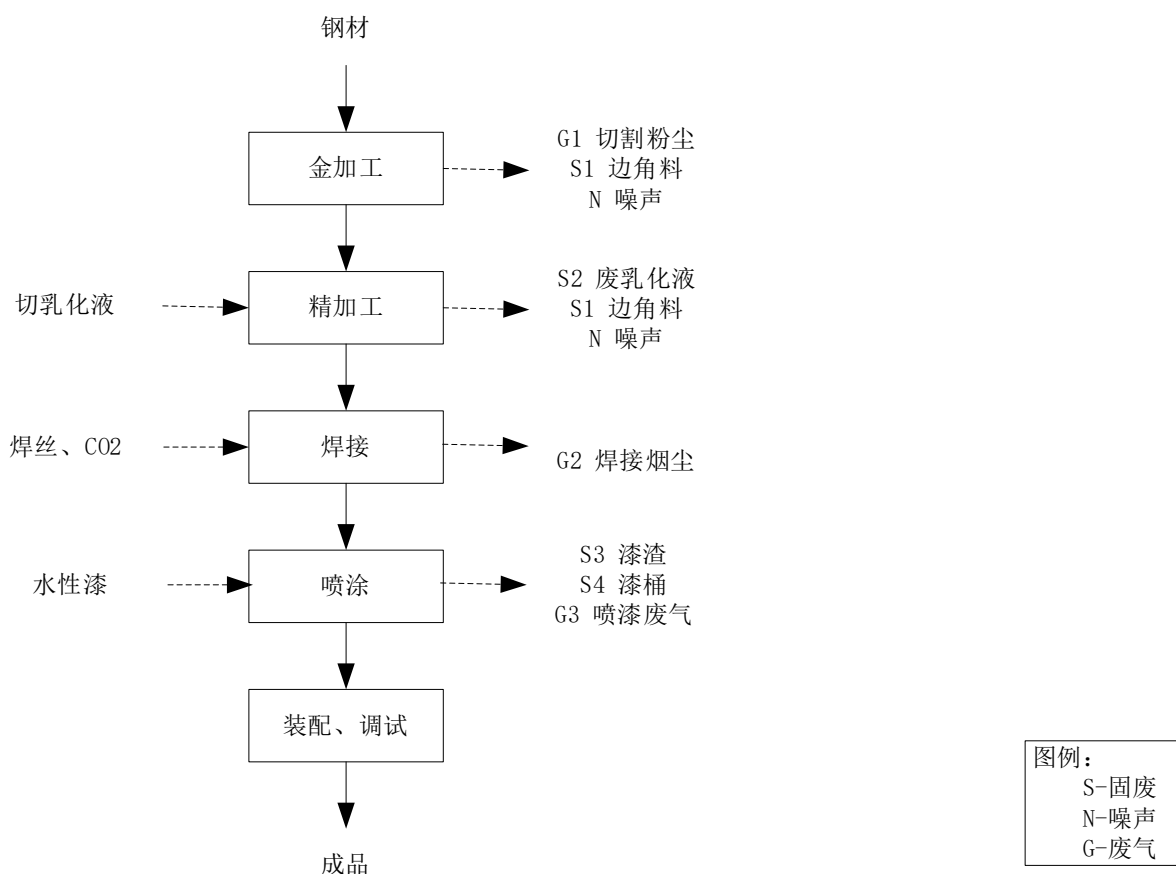 钢材
金加工
G1 切割粉尘
S1 边角料
N 噪声
切乳化液
精加工
S2 废乳化液
S1 边角料
N 噪声
焊丝、CO2
焊接
G2 焊接烟尘
水性漆
喷涂
S3 漆渣
S4 漆桶
G3 喷漆废气
装配、调试
成品
图例：
S-固废
N-噪声
G-废气